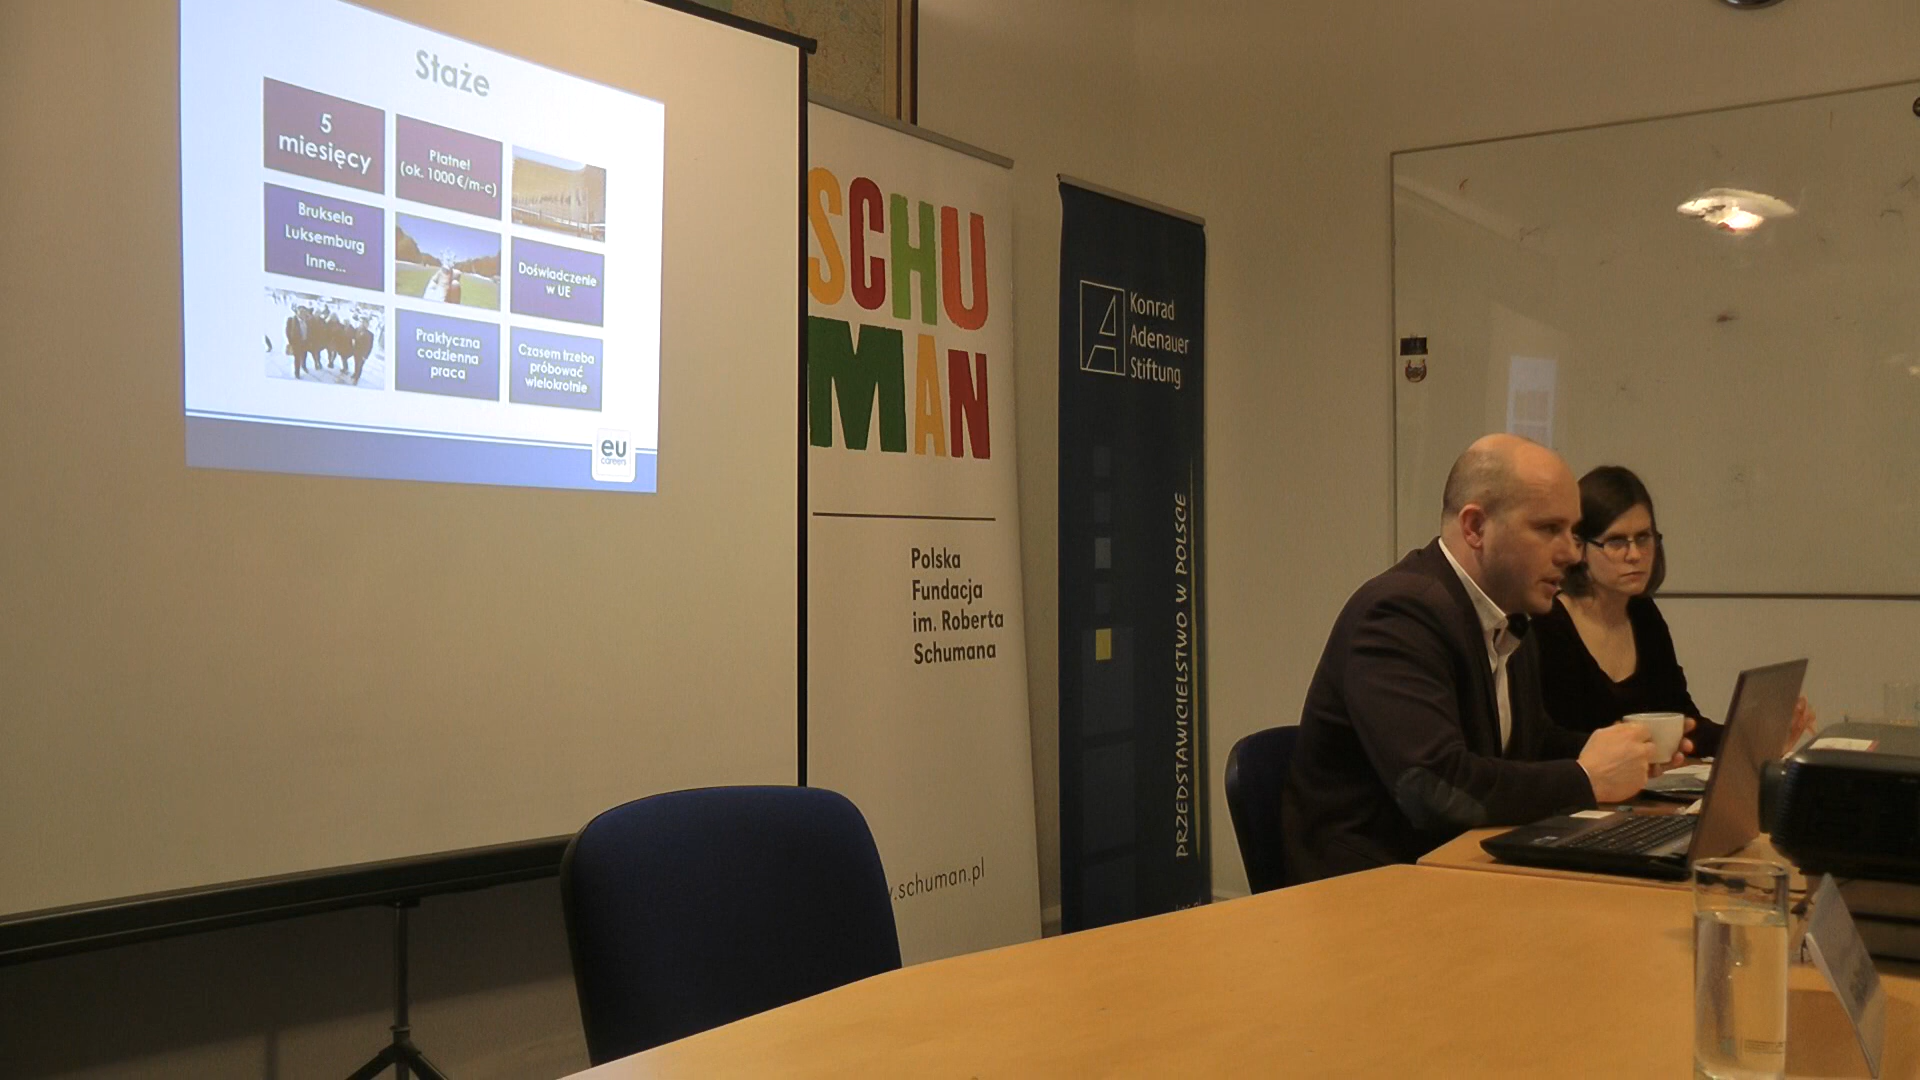 Staże
5
miesięcy
Płatne!
(ok. 1000 €/m-c)
Bruksela
Luksemburg
Inne...
Doświadczenie
w UE
Praktyczna
codzienna
praca
Czasem trzeba
próbować
wielokrotnie
eu
careers
SCHU
MAN
Polska
Fundacja
im. Roberta
Schumana
.schuman.pl
Konrad
Adenauer
Stiftung
PRZEDSTAWICIELSTWO W POLSCE